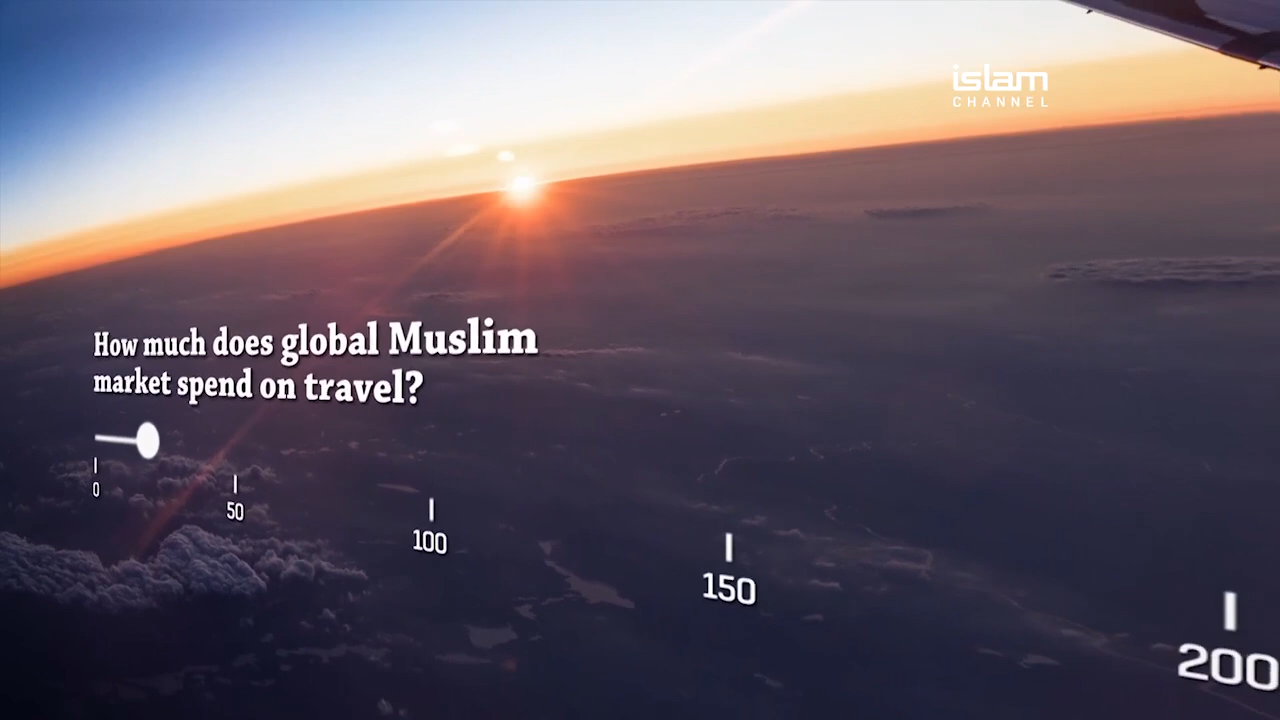 islam
CHANNEL
How much does global Muslim
market spend on travel?
0
50
100
150
200